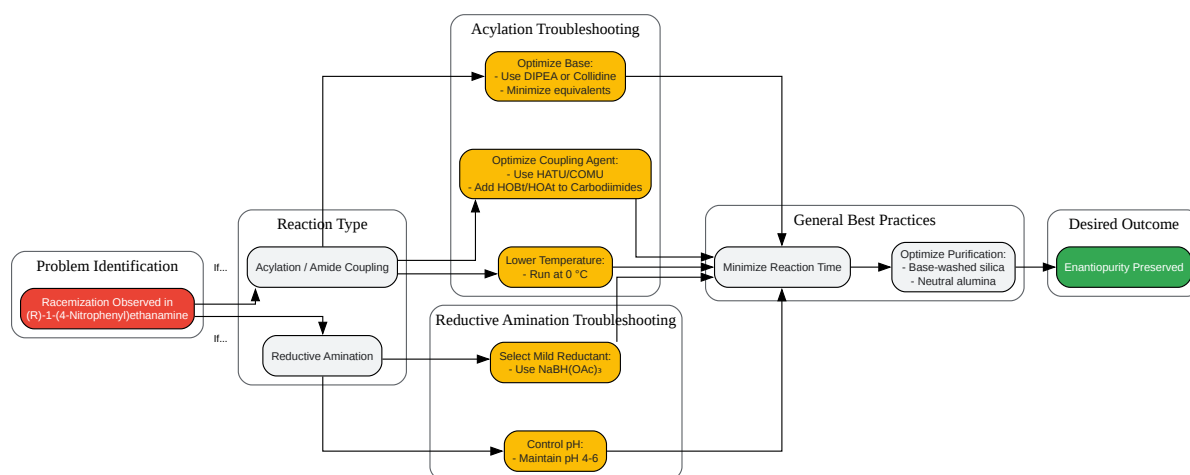 Problem Identification
Racemization Observed in
(R)-1-(4-Nitrophenyl)ethanamine
If...
If...
Reaction Type
Acylation / Amide Coupling
Reductive Amination
Acylation Troubleshooting
Optimize Base:
- Use DIPEA or Collidine
- Minimize equivalents
Optimize Coupling Agent:
- Use HATU/COMU
- Add HOBt/HOAt to Carbodiimides
Lower Temperature:
- Run at 0 °C
Reductive Amination Troubleshooting
Select Mild Reductant:
- Use NaBH(OAc)₃
Control pH:
- Maintain pH 4-6
General Best Practices
Minimize Reaction Time
Optimize Purification:
- Base-washed silica
- Neutral alumina
Desired Outcome
Enantiopurity Preserved